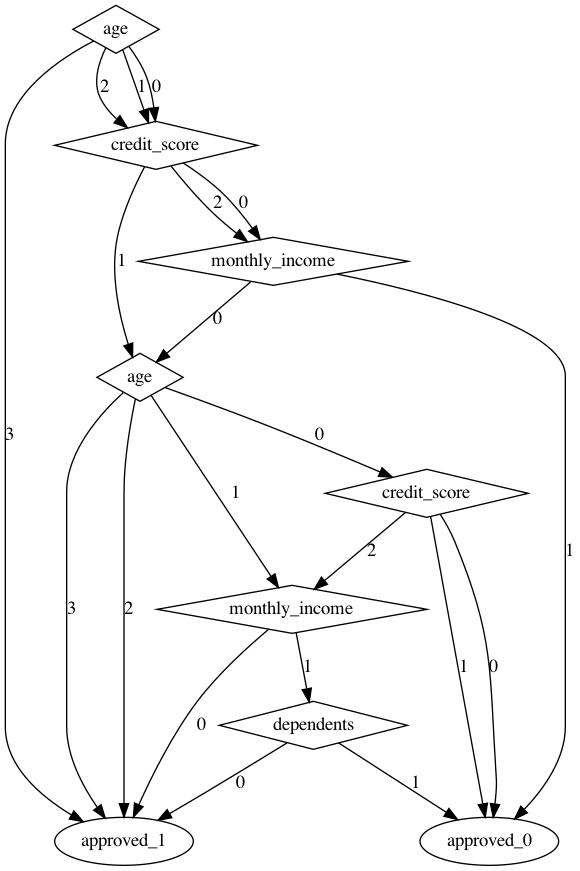 age
2
1
0
credit_score
2
0
1
monthly_income
0
age
3
0
1
credit_score
2
1
3
2
monthly_income
1
0
1
0
dependents
0
1
approved_1
approved_0